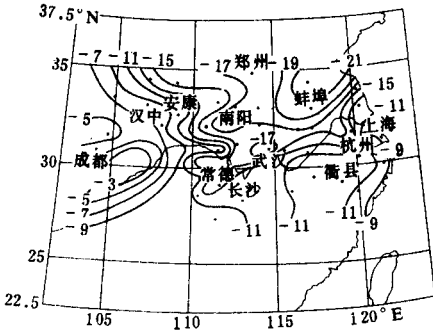 37.5°N
-7 -11 -15 -17 郑州 -19 -21
35
-15
安康 蚌埠
-11
汉中 南阳
-5 上海
-17
杭州
成都 武汉 -9
30
常德 衢县
-3 长沙
-5
-7 -11 -11 -11 -9
-9
25
22.5
105 110 115 120°E